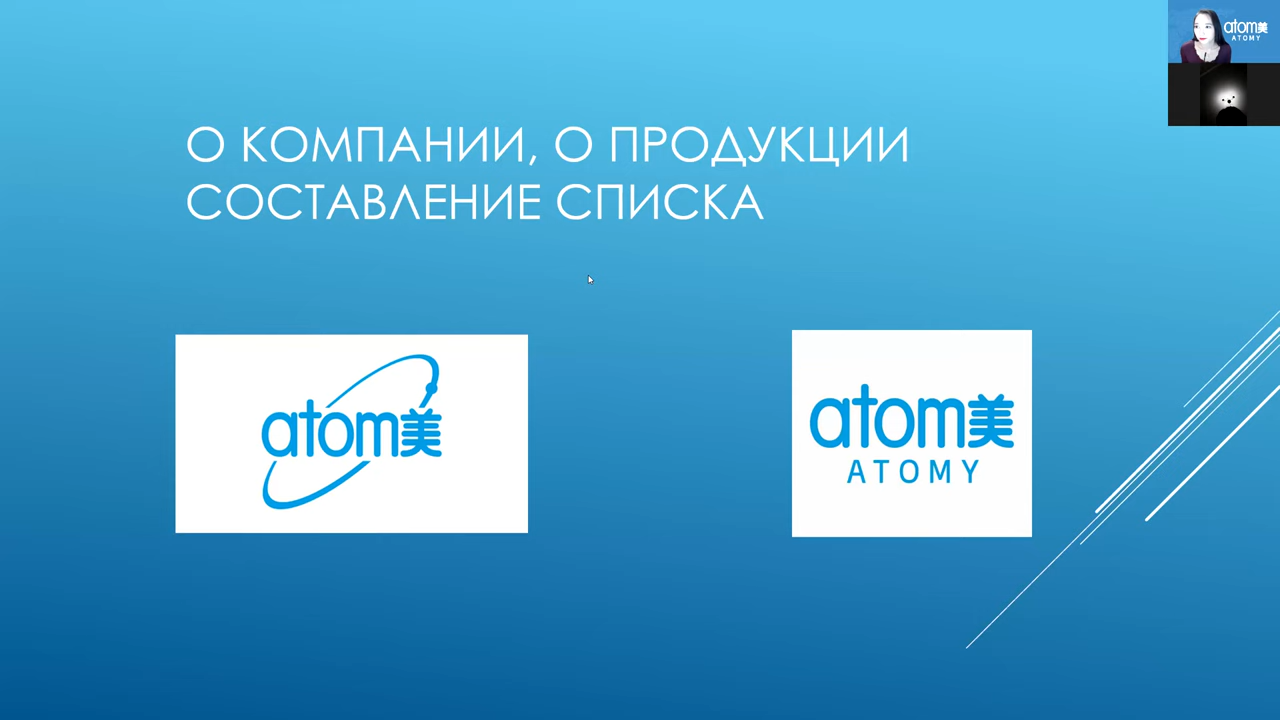 О КОМПАНИИ, О ПРОДУКЦИИ
СОСТАВЛЕНИЕ СПИСКА
atom美
atom美
ATOMY
atom美
ATOMY